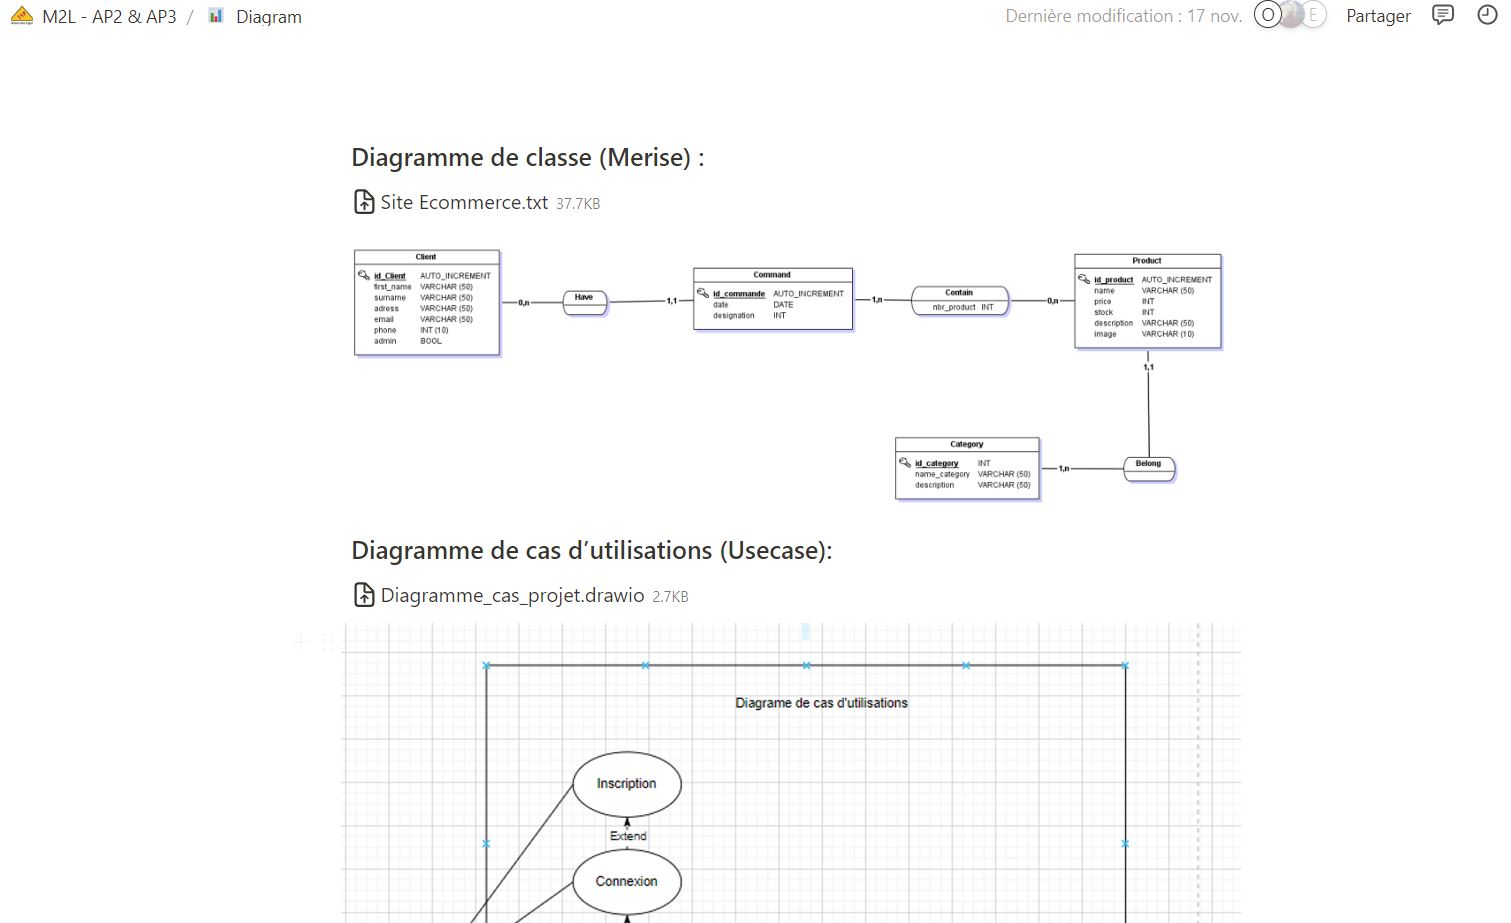 M2L - AP2 & AP3 / Diagram
Dernière modification : 17 nov. O E Partager
Diagramme de classe (Merise) :
Site Ecommerce.txt 37.7KB
Client
id_Client AUTO_INCREMENT
first_name VARCHAR (50)
surname VARCHAR (50)
adress VARCHAR (50)
email VARCHAR (50)
phone INT (10)
admin BOOL
0,n
Have
1,1
Command
id_commande AUTO_INCREMENT
date DATE
designation INT
1,n
Contain
nbr_product INT
0,n
Product
id_product AUTO_INCREMENT
name VARCHAR (50)
price INT
stock INT
description VARCHAR (50)
image VARCHAR (10)
1,1
Category
id_category INT
name_category VARCHAR (50)
description VARCHAR (50)
1,n
Belong
Diagramme de cas d’utilisations (Usecase):
Diagramme_cas_projet.drawio 2.7KB
Diagrame de cas d'utilisations
Inscription
Extend
Connexion